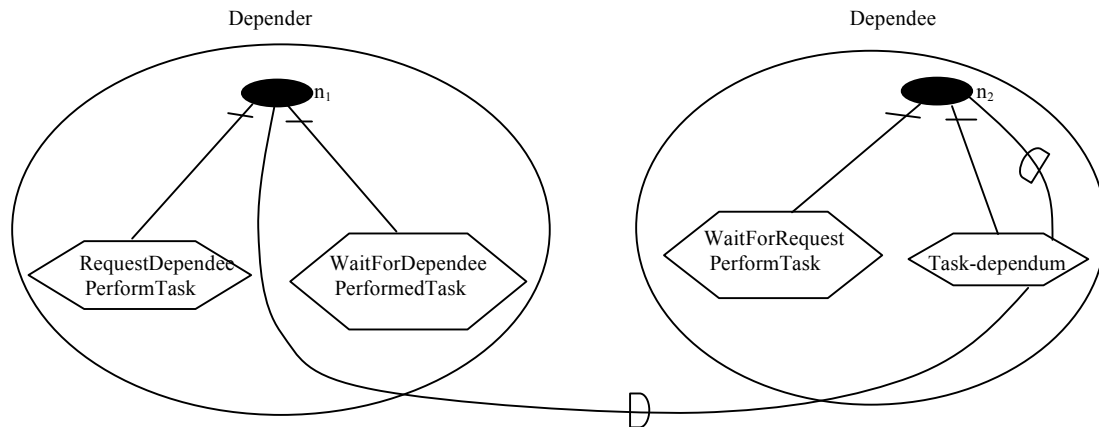 Depender
Dependee
n₁
n₂
RequestDependee
PerformTask
WaitForDependee
PerformedTask
WaitForRequest
PerformTask
Task-dependum